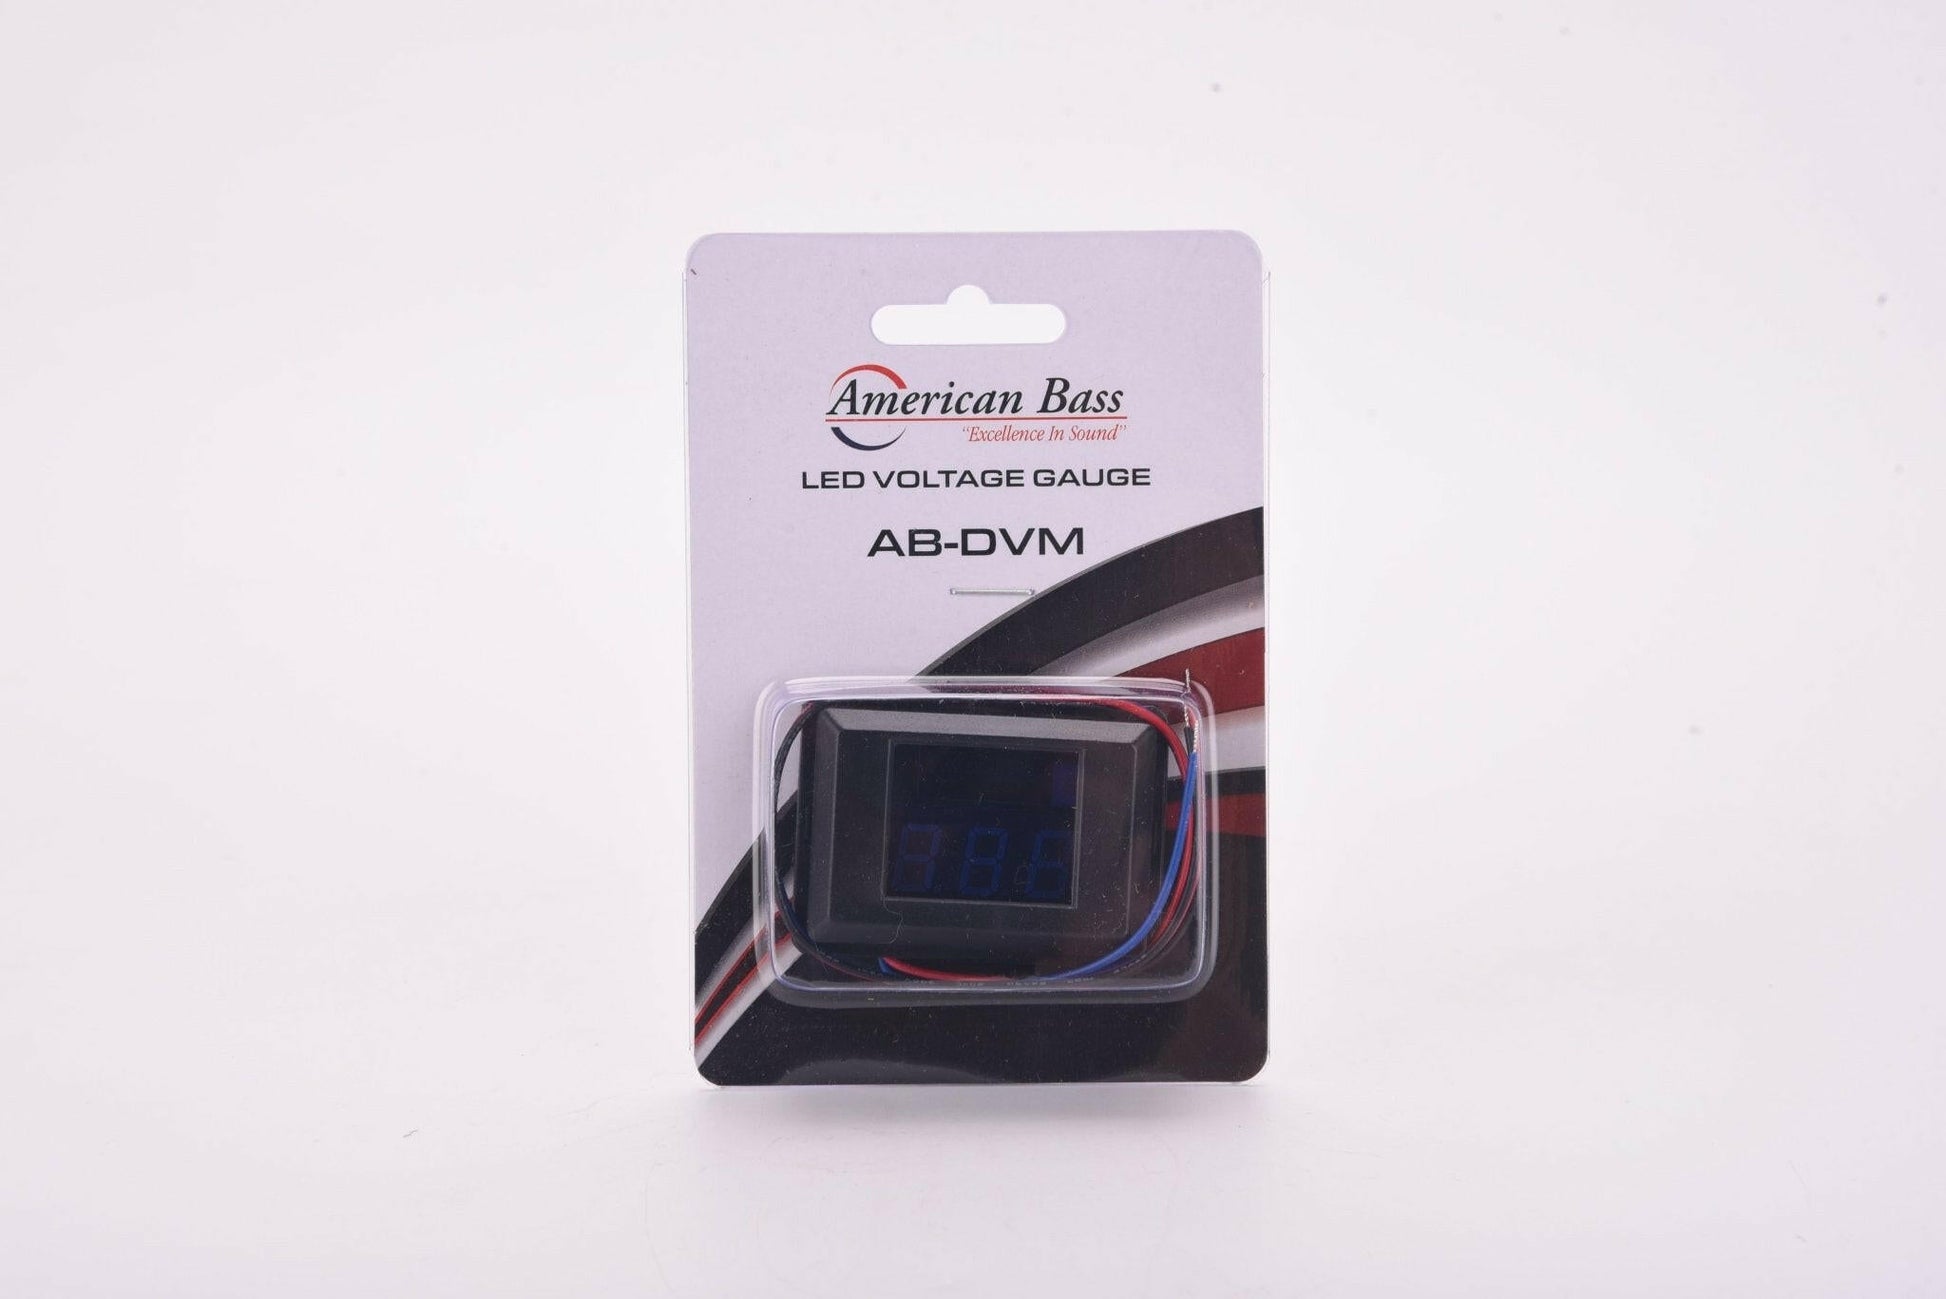 American Bass
"Excellence In Sound"
LED VOLTAGE GAUGE
AB-DVM